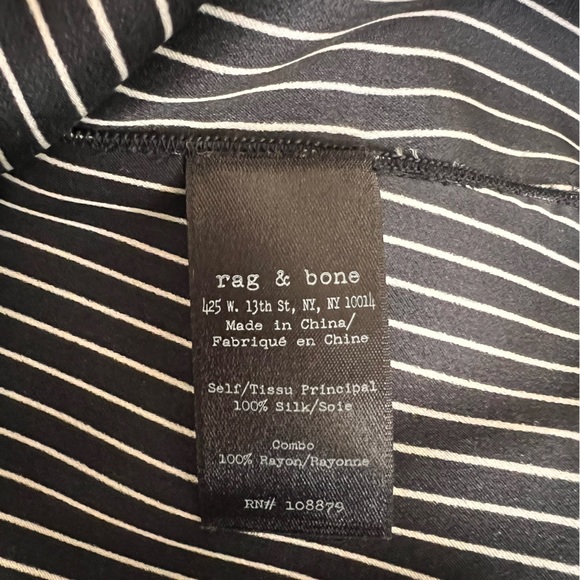 rag & bone
425 W. 13th St, NY, NY 10014
Made in China/
Fabriqué en Chine
Self/Tissu Principal
100% Silk/Soie
Combo
100% Rayon/Rayonne
RN# 108879